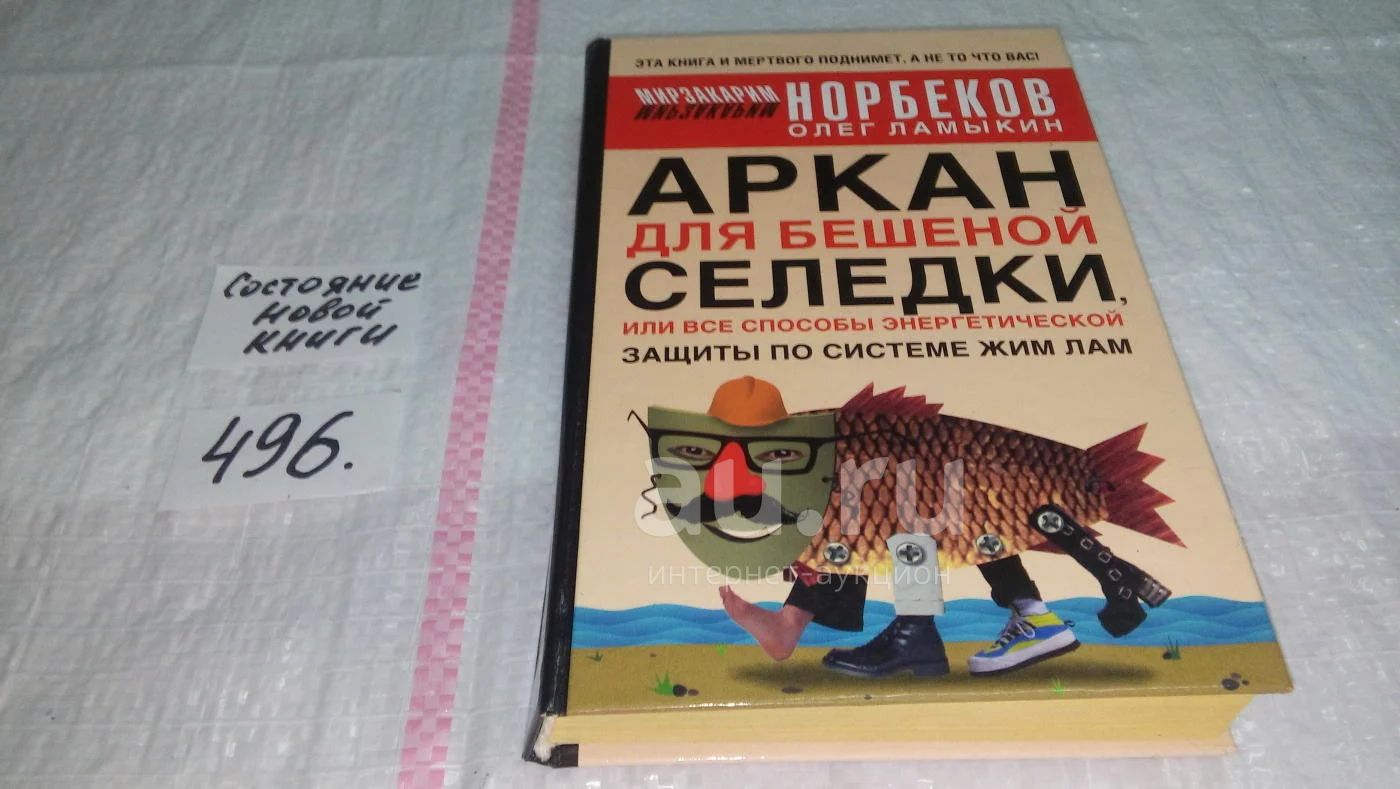 ЭТА КНИГА И МЕРТВОГО ПОДНИМЕТ, А НЕ ТО ЧТО ВАС!
МИРЗАКАРИМ НОРБЕКОВ
ОЛЕГ ЛАМЫКИН
АРКАН
ДЛЯ БЕШЕНОЙ
СЕЛЕДКИ,
ИЛИ ВСЕ СПОСОБЫ ЭНЕРГЕТИЧЕСКОЙ
ЗАЩИТЫ ПО СИСТЕМЕ ЖИМ ЛАМ
Состояние
новой
книги
496.
au.ru
интернет-аукцион